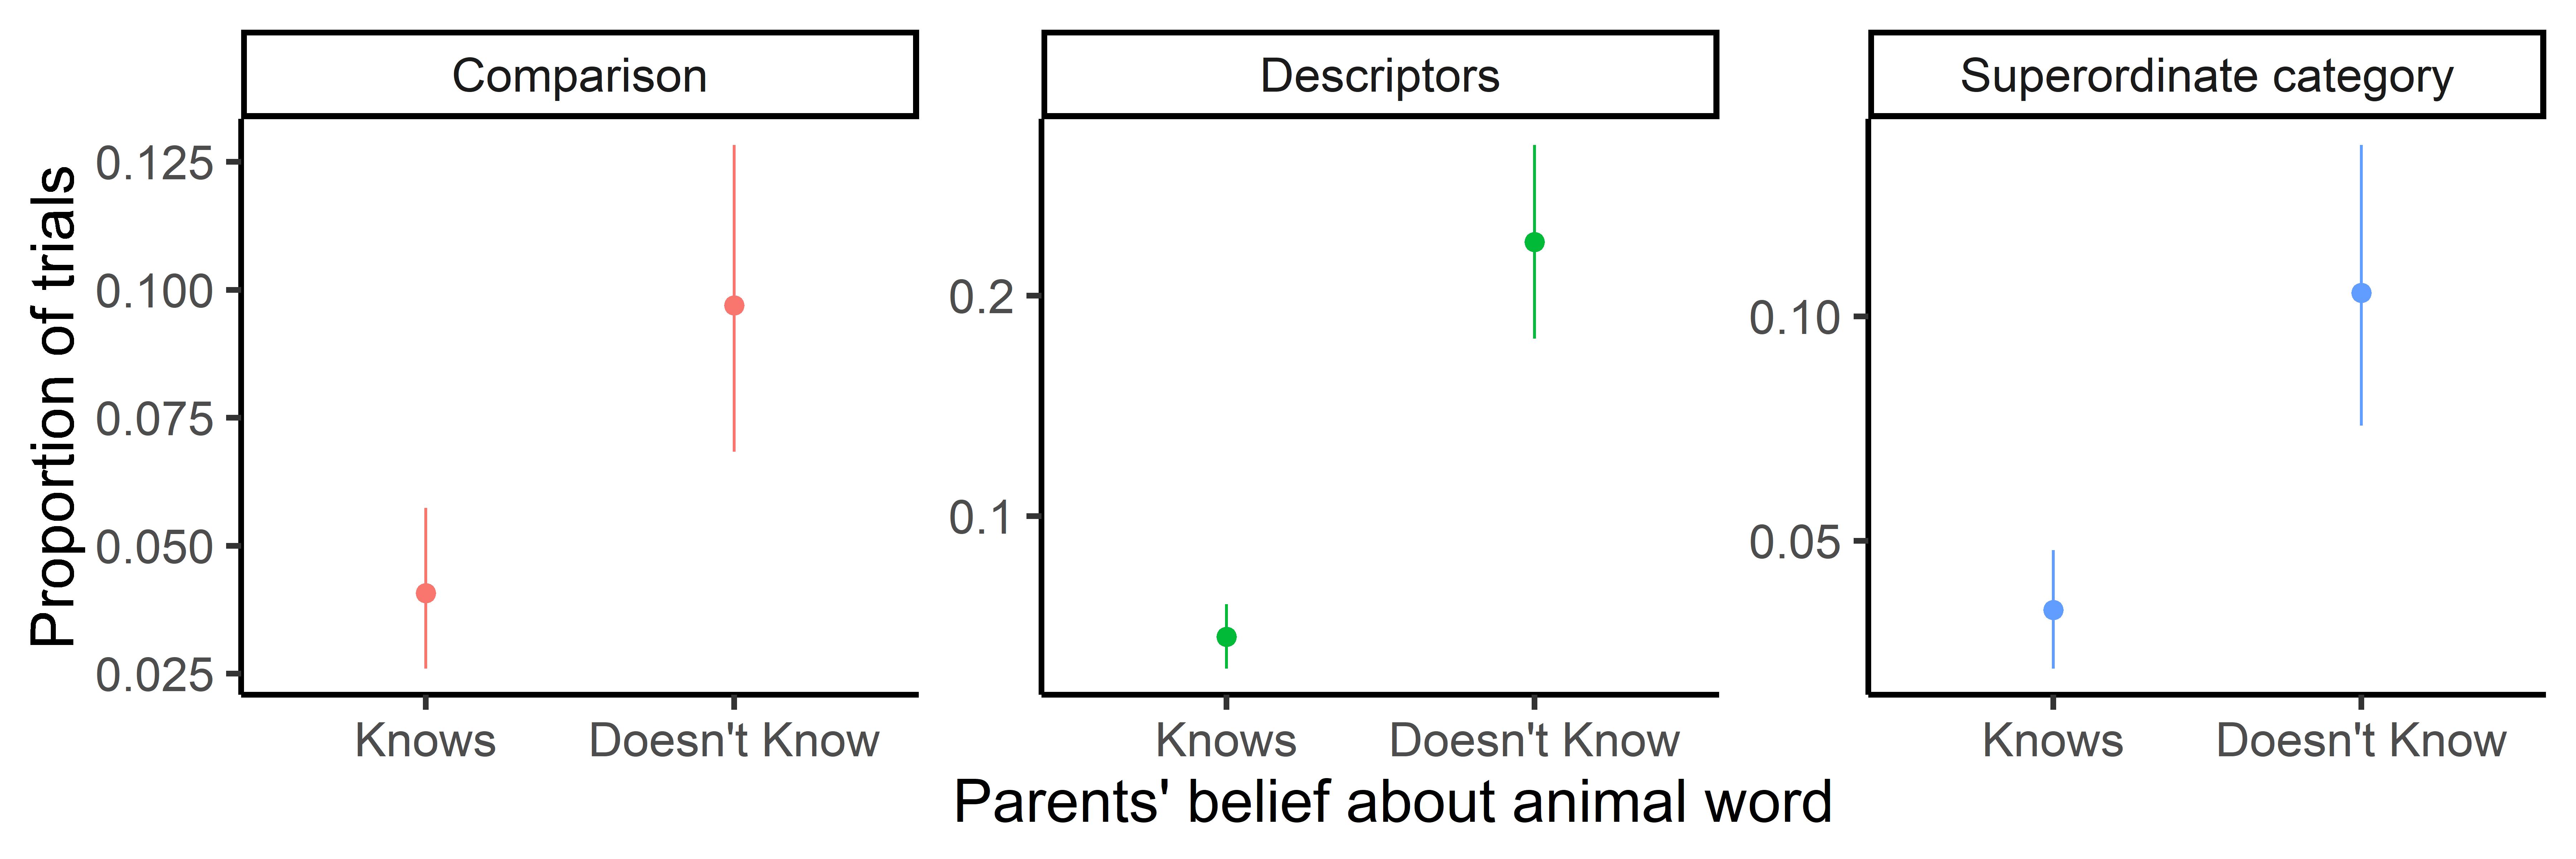 Comparison
Descriptors
Superordinate category
Proportion of trials
0.125
0.100
0.075
0.050
0.025
0.2
0.1
0.10
0.05
Knows
Doesn't Know
Knows
Doesn't Know
Knows
Doesn't Know
Parents' belief about animal word